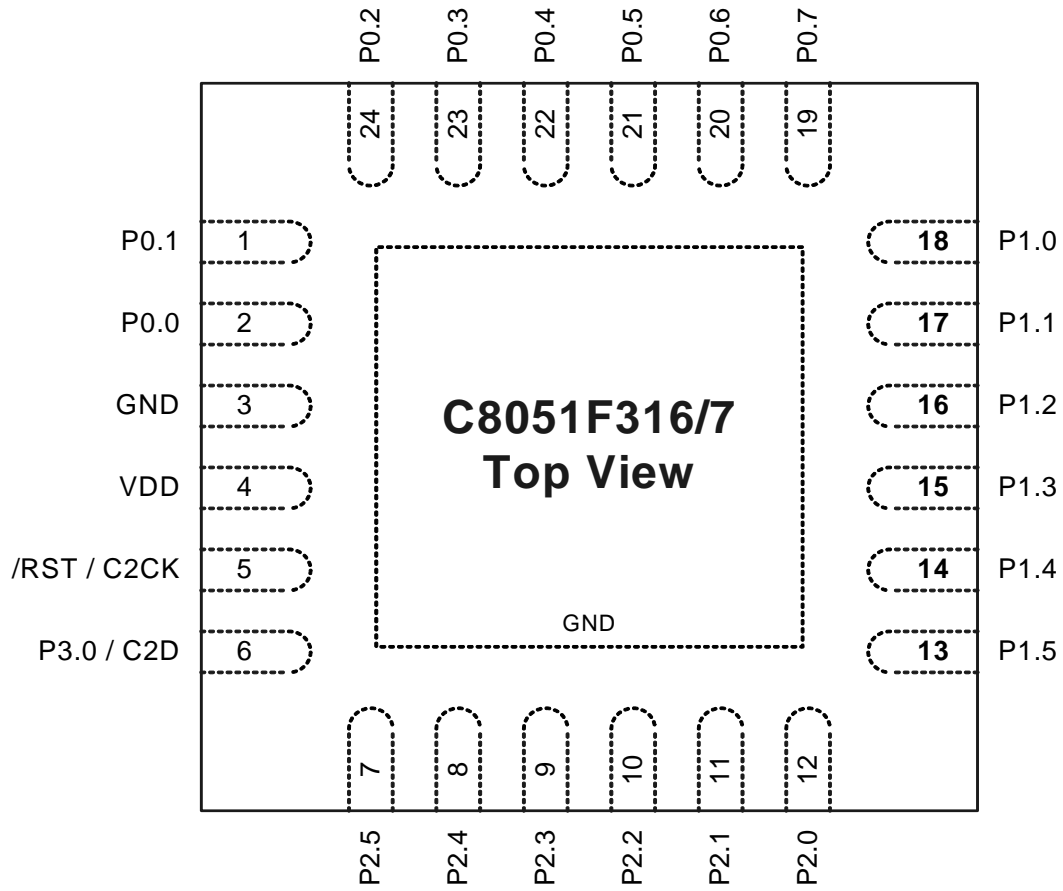 P0.2 P0.3 P0.4 P0.5 P0.6 P0.7
24 23 22 21 20 19
P0.1 1 18 P1.0
P0.0 2 17 P1.1
GND 3 16 P1.2
C8051F316/7
Top View
VDD 4 15 P1.3
/RST / C2CK 5 14 P1.4
GND
P3.0 / C2D 6 13 P1.5
7 8 9 10 11 12
P2.5 P2.4 P2.3 P2.2 P2.1 P2.0